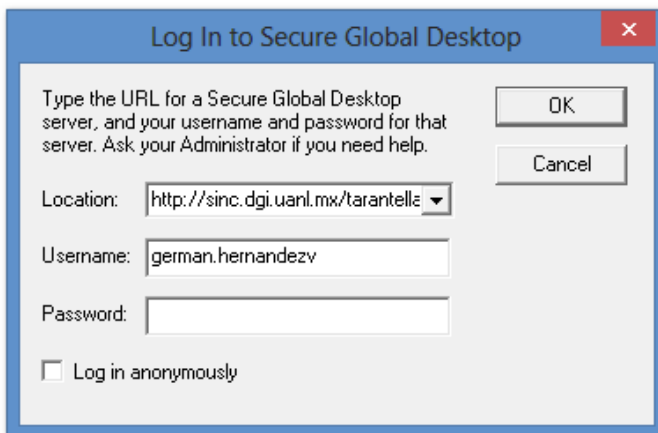 Log In to Secure Global Desktop
Type the URL for a Secure Global Desktop
server, and your username and password for that
server. Ask your Administrator if you need help.
OK
Cancel
Location: http://sinc.dgi.uanl.mx/tarantella
Username: german.hernandezv
Password:
Log in anonymously